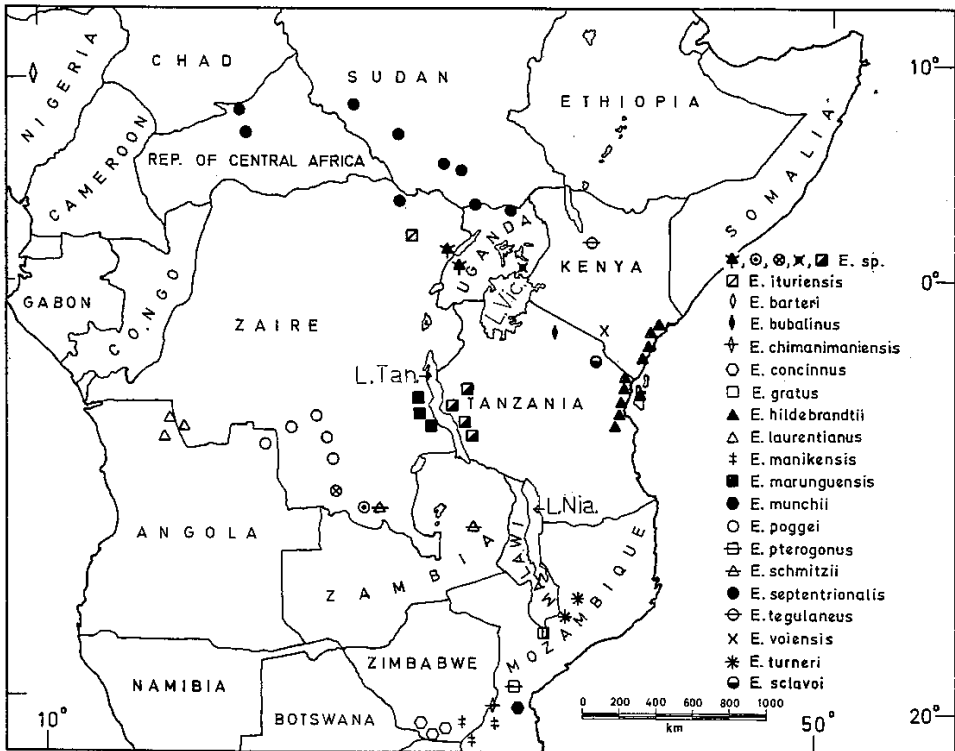 10°
CHAD
SUDAN
NIGERIA
ETHIOPIA
CAMEROON
REP. OF CENTRAL AFRICA
SOMALIA
UGANDA
KENYA
CONGO
GABON
0°
L.Vic.
ZAIRE
L.Tan.
TANZANIA
ANGOLA
L.Nia.
ZAMBIA
MALAWI
MOZAMBIQUE
ZIMBABWE
NAMIBIA
BOTSWANA
E. sp.
E. ituriensis
E. barteri
E. bubalinus
E. chimanimaniensis
E. concinnus
E. gratus
E. hildebrandtii
E. laurentianus
E. manikensis
E. marunguensis
E. munchii
E. poggei
E. pterogonus
E. schmitzii
E. septentrionalis
E. tegulaneus
E. voiensis
E. turneri
E. sclavoi
0 200 400 600 800 1000
km
10°
50°
20°